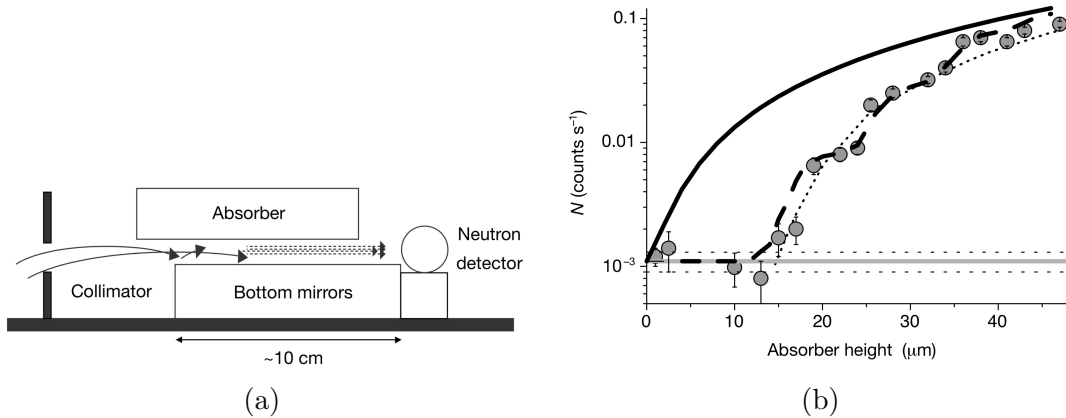 Absorber
Neutron
detector
Collimator
Bottom mirrors
~10 cm
(a)
N (counts s⁻¹)
0.1
0.01
10⁻³
0
10
20
30
40
Absorber height (μm)
(b)